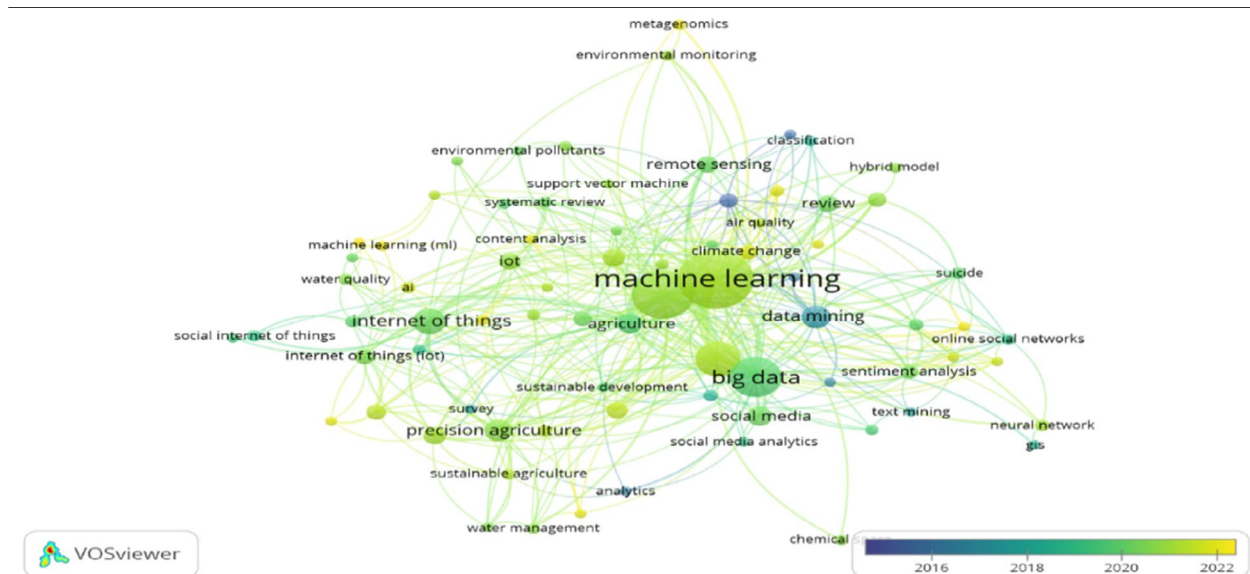 metagenomics
environmental monitoring
classification
environmental pollutants
remote sensing
hybrid model
support vector machine
systematic review
review
air quality
content analysis
machine learning (ml)
climate change
iot
water quality
machine learning
suicide
ai
data mining
internet of things
agriculture
social internet of things
online social networks
internet of things (iot)
sentiment analysis
big data
sustainable development
survey
text mining
social media
neural network
precision agriculture
social media analytics
gis
sustainable agriculture
analytics
water management
chemical
VOSviewer
2016 2018 2020 2022